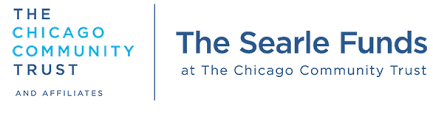 THE
CHICAGO
COMMUNITY
TRUST
AND AFFILIATES
The Searle Funds
at The Chicago Community Trust